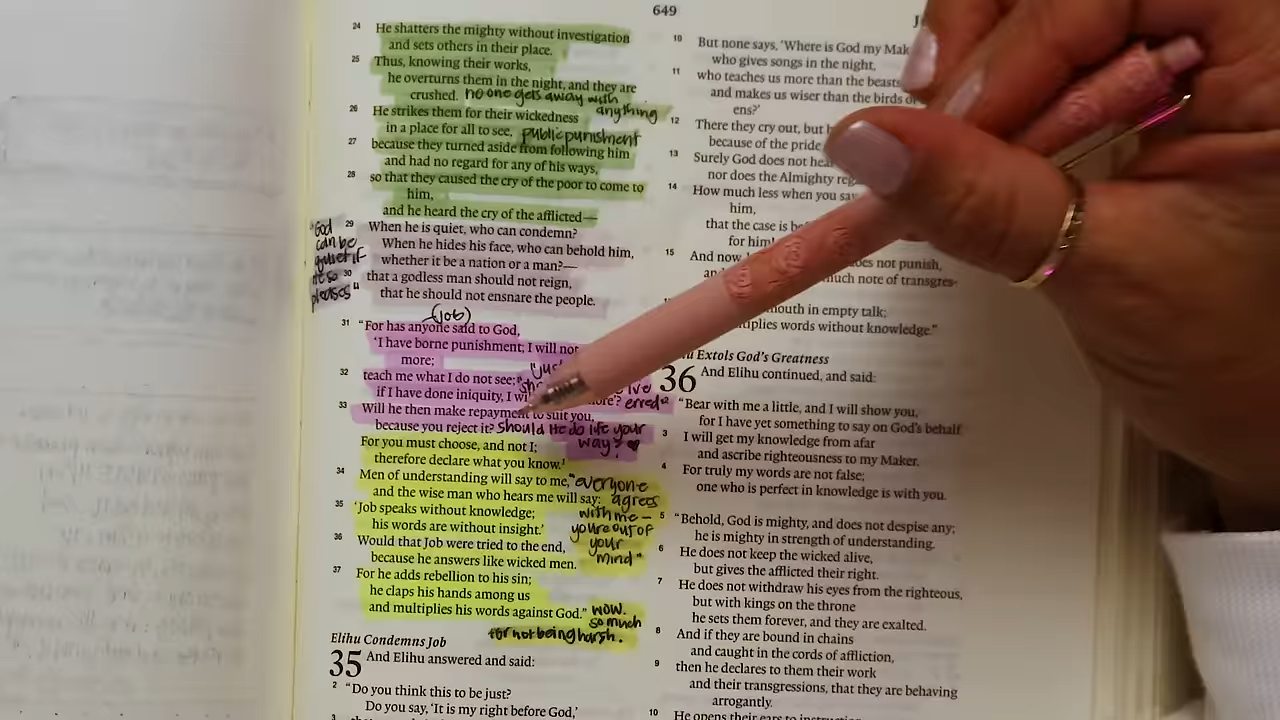 649
24 He shatters the mighty without investigation
and sets others in their place.
25 Thus, knowing their works,
he overturns them in the night, and they are
crushed. no one gets away with
anything
26 He strikes them for their wickedness
in a place for all to see, public punishment
27 because they turned aside from following him
and had no regard for any of his ways,
28 so that they caused the cry of the poor to come to
him,
and he heard the cry of the afflicted—
29 When he is quiet, who can condemn?
When he hides his face, who can behold him,
whether it be a nation or a man?—
30 that a godless man should not reign,
that he should not ensnare the people.
"God
can be
quiet if
He so
pleases"
(Job)
31 "For has anyone said to God,
'I have borne punishment; I will not
more;
32 teach me what I do not see;
if I have done iniquity, I more'?
I've
erred"
33 Will he then make repayment to suit you,
because you reject it? Should He do life your
way? ♥
For you must choose, and not I;
therefore declare what you know.¹
34 Men of understanding will say to me,
and the wise man who hears me will say:
35 'Job speaks without knowledge;
his words are without insight.'
36 Would that Job were tried to the end,
because he answers like wicked men.
"everyone
agrees
with me—
you're out of
your
mind"
37 For he adds rebellion to his sin;
he claps his hands among us
and multiplies his words against God." wow.
so much
for not being harsh.
Elihu Condemns Job
35 And Elihu answered and said:
2 "Do you think this to be just?
Do you say, 'It is my right before God,'
3
10 But none says, 'Where is God my
who gives songs in the night,
11 who teaches us more than the beasts
and makes us wiser than the birds of
ens?'
12 There they cry out, but
because of the pride
13 Surely God does not
nor does the Almighty
14 How much less when you say
him,
that the case is
for him!
15 And now, does not punish,
much note of transgres-
mouth in empty talk;
words without knowledge."
Extols God's Greatness
36 And Elihu continued, and said:
"Bear with me a little, and I will show you,
for I have yet something to say on God's behalf.
3 I will get my knowledge from afar
and ascribe righteousness to my Maker.
4 For truly my words are not false;
one who is perfect in knowledge is with you.
5 "Behold, God is mighty, and does not despise any;
he is mighty in strength of understanding.
6 He does not keep the wicked alive,
but gives the afflicted their right.
7 He does not withdraw his eyes from the righteous,
but with kings on the throne
he sets them forever, and they are exalted.
8 And if they are bound in chains
and caught in the cords of affliction,
9 then he declares to them their work
and their transgressions, that they are behaving
arrogantly.
10 He opens their ears to